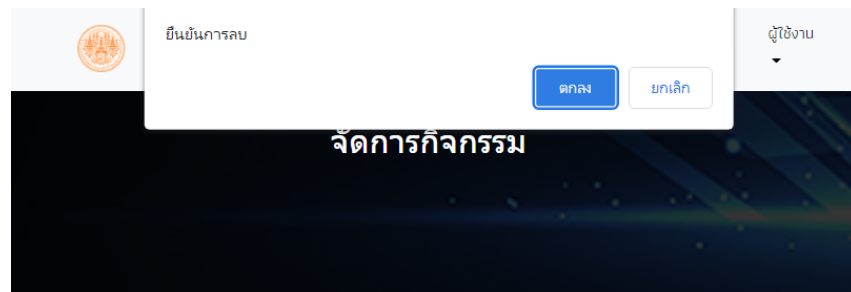 ยืนยันการลบ
ผู้ใช้งาน
ตกลง
ยกเลิก
จัดการกิจกรรม